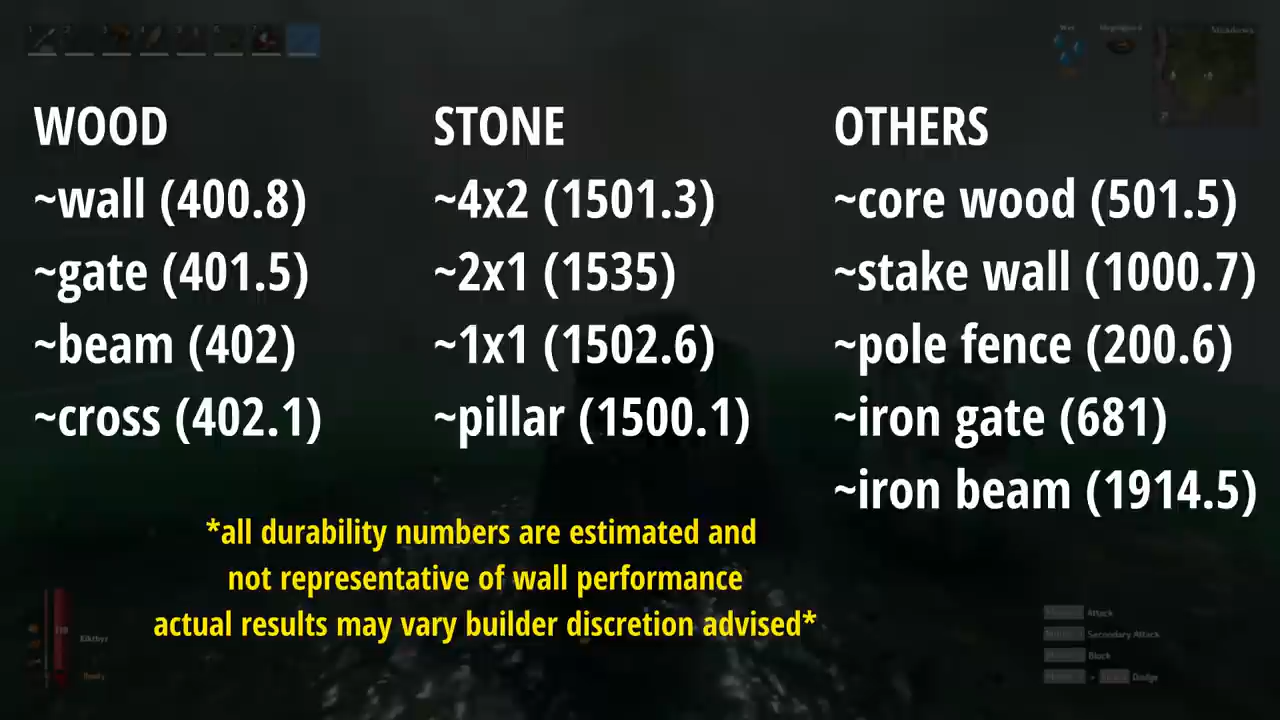 Meadows
WOOD
~wall (400.8)
~gate (401.5)
~beam (402)
~cross (402.1)
STONE
~4x2 (1501.3)
~2x1 (1535)
~1x1 (1502.6)
~pillar (1500.1)
OTHERS
~core wood (501.5)
~stake wall (1000.7)
~pole fence (200.6)
~iron gate (681)
~iron beam (1914.5)
*all durability numbers are estimated and
not representative of wall performance
actual results may vary builder discretion advised*
Attack
Secondary Attack
Block
Dodge